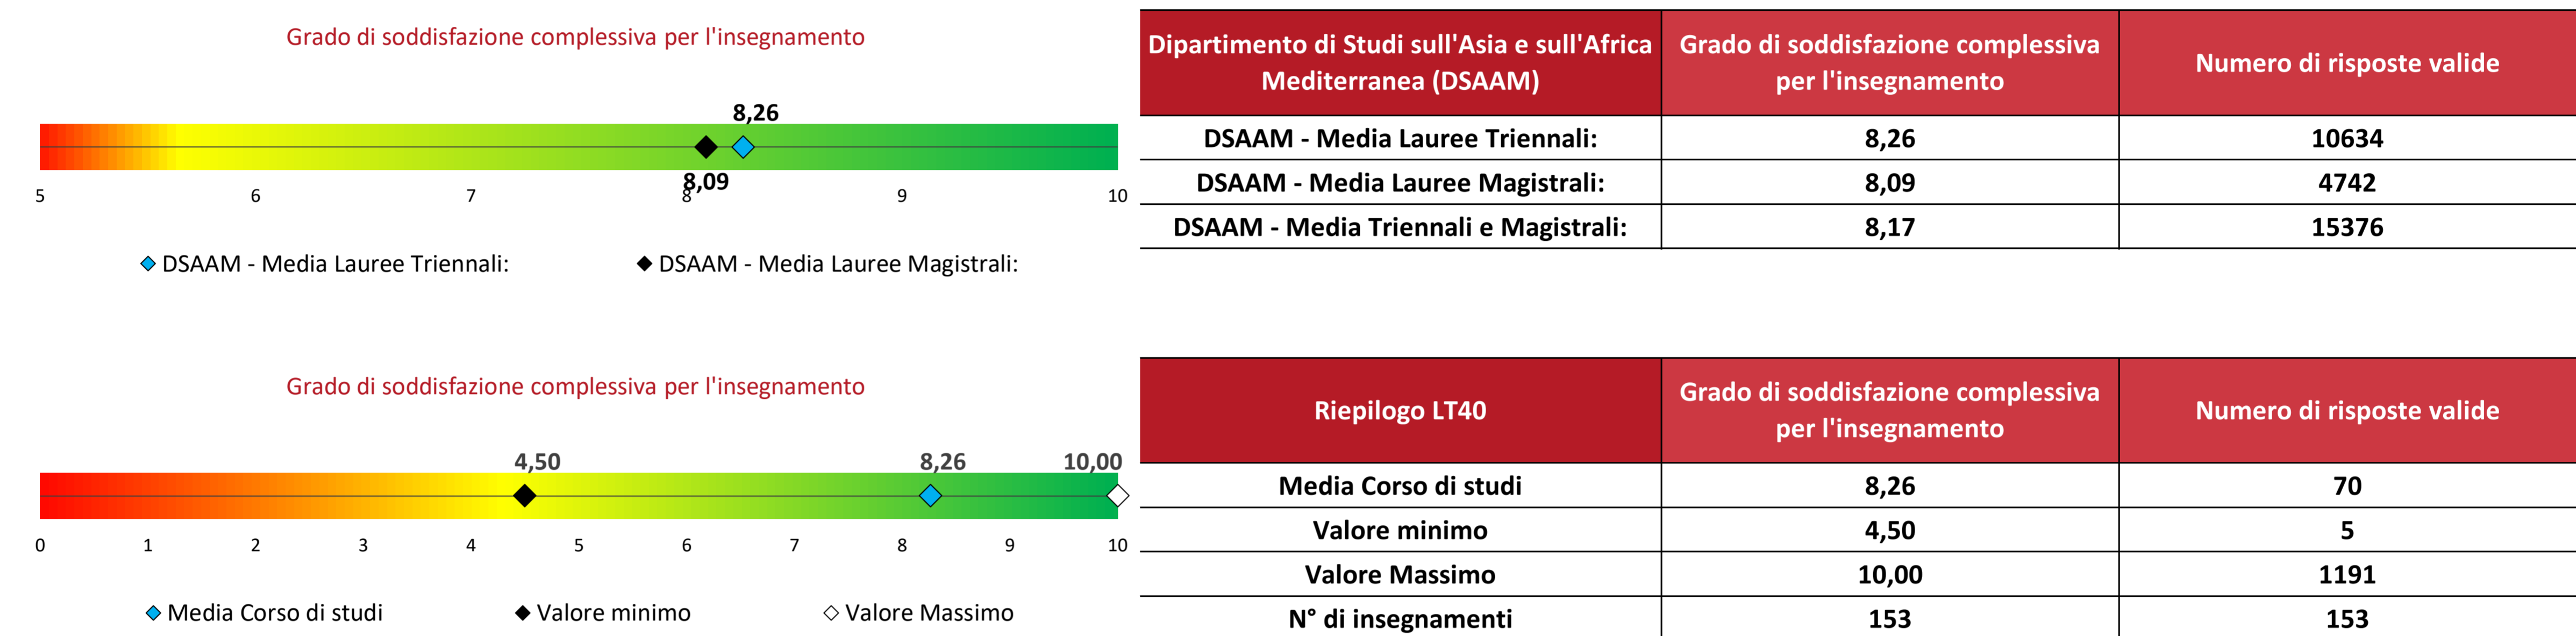 Grado di soddisfazione complessiva per l'insegnamento
8,26
8,09
5 6 7 8 9 10
DSAAM - Media Lauree Triennali: DSAAM - Media Lauree Magistrali:
Dipartimento di Studi sull'Asia e sull'Africa
Mediterranea (DSAAM)
Grado di soddisfazione complessiva
per l'insegnamento
Numero di risposte valide
DSAAM - Media Lauree Triennali: 8,26 10634
DSAAM - Media Lauree Magistrali: 8,09 4742
DSAAM - Media Triennali e Magistrali: 8,17 15376
Grado di soddisfazione complessiva per l'insegnamento
4,50 8,26 10,00
0 1 2 3 4 5 6 7 8 9 10
Media Corso di studi Valore minimo Valore Massimo
Riepilogo LT40
Grado di soddisfazione complessiva
per l'insegnamento
Numero di risposte valide
Media Corso di studi 8,26 70
Valore minimo 4,50 5
Valore Massimo 10,00 1191
N° di insegnamenti 153 153